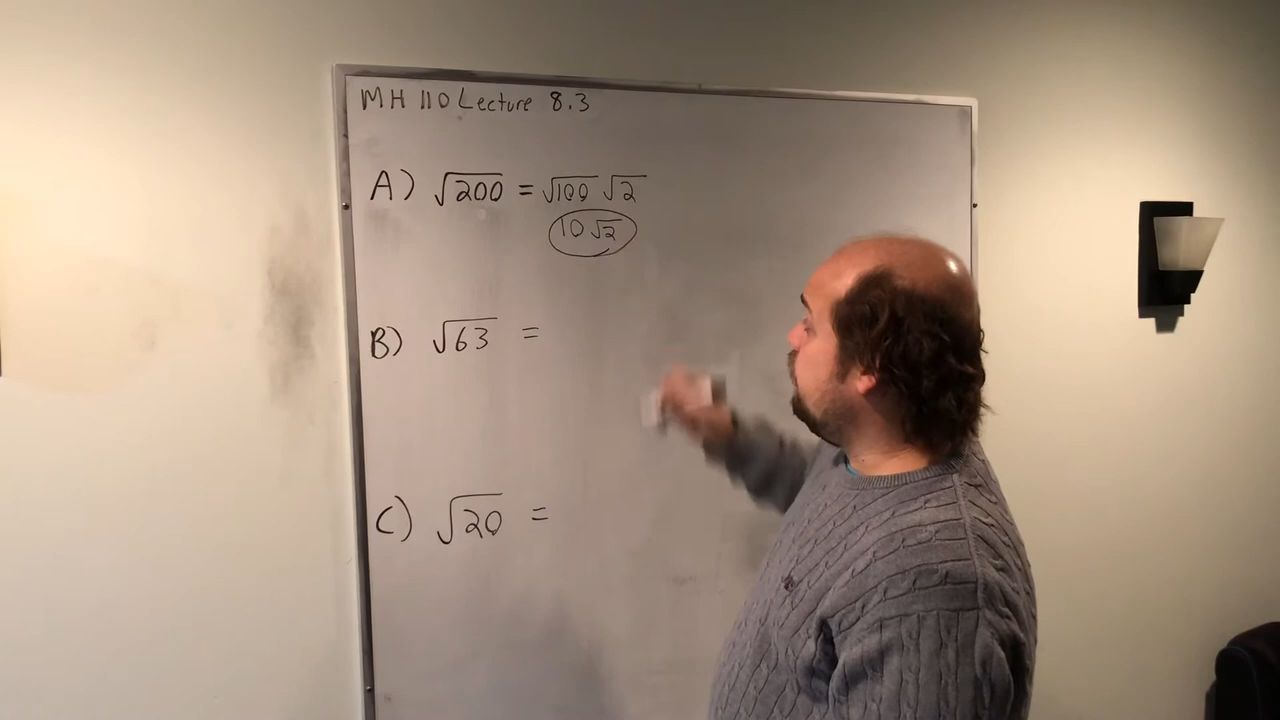 MH 110 Lecture 8.3
A) √200 = √100 √2
10√2
B) √63 =
C) √20 =